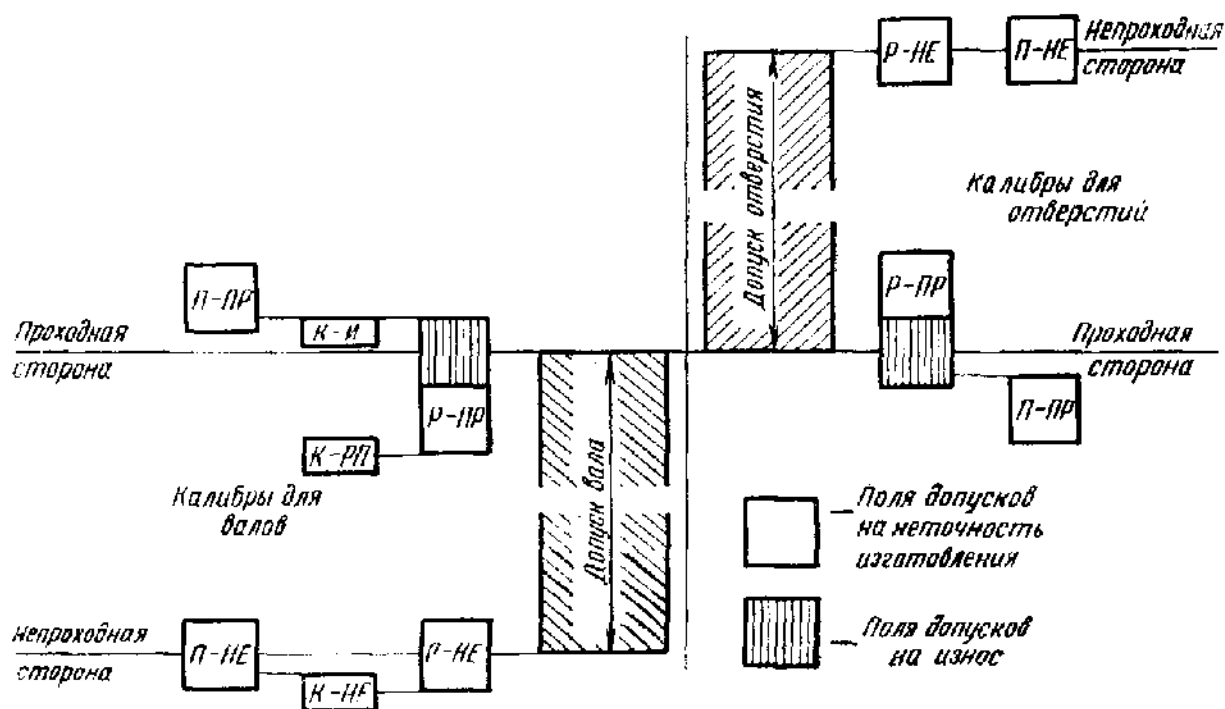 Р-НЕ
П-НЕ
Непроходная
сторона
Допуск отверстия
Калибры для
отверстий
П-ПР
К-И
Проходная
сторона
Р-ПР
К-РП
Р-ПР
П-ПР
Проходная
сторона
Калибры для
валов
Допуск вала
Поля допусков
на неточность
изготовления
Поля допусков
на износ
Непроходная
сторона
П-НЕ
К-НЕ
Р-НЕ